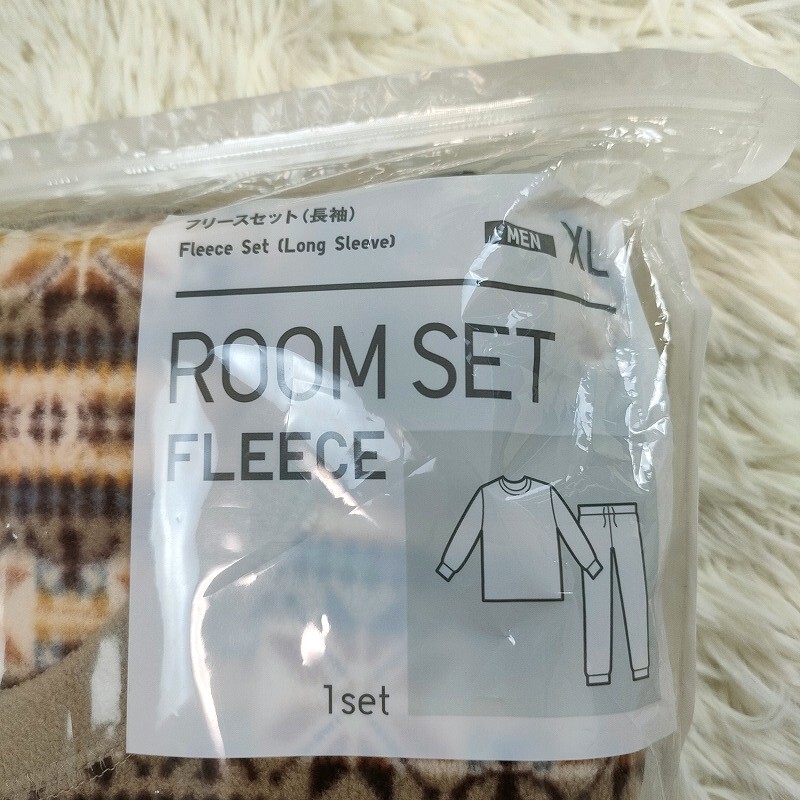 フリースセット(長袖)
Fleece Set (Long Sleeve)
MEN XL
ROOM SET
FLEECE
1set